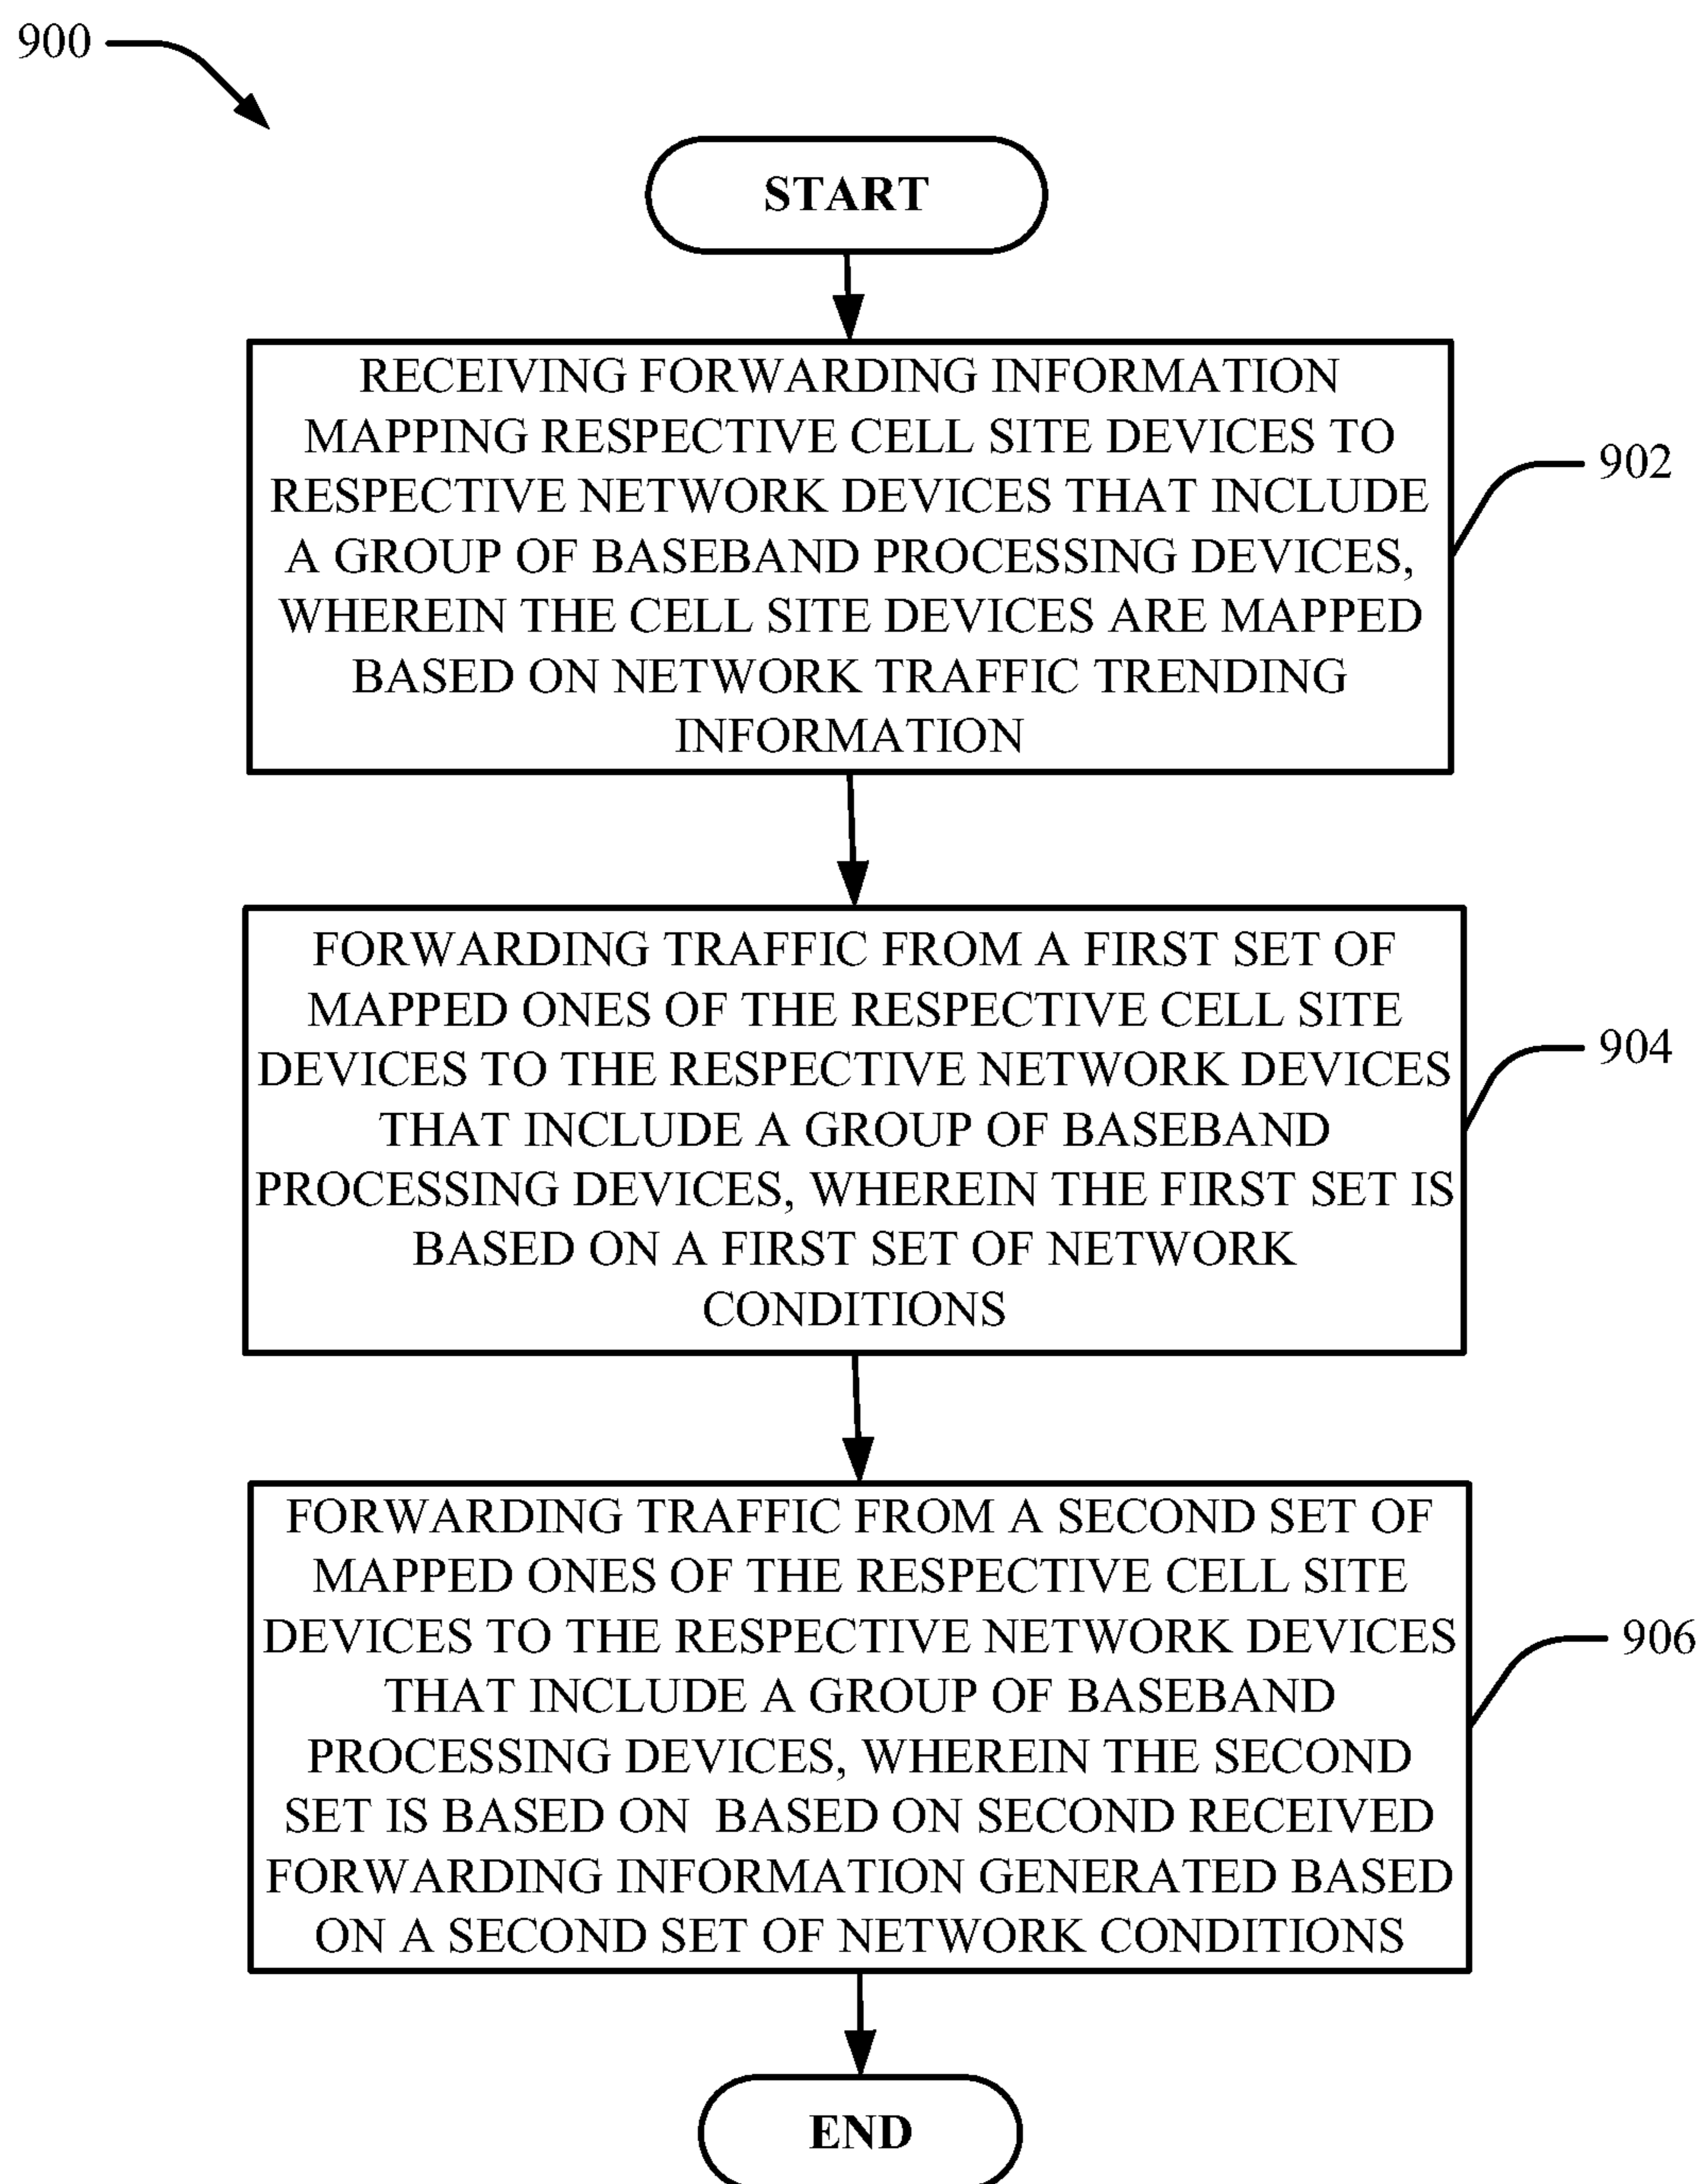 900
START
RECEIVING FORWARDING INFORMATION
MAPPING RESPECTIVE CELL SITE DEVICES TO
RESPECTIVE NETWORK DEVICES THAT INCLUDE
A GROUP OF BASEBAND PROCESSING DEVICES,
WHEREIN THE CELL SITE DEVICES ARE MAPPED
BASED ON NETWORK TRAFFIC TRENDING
INFORMATION
902
FORWARDING TRAFFIC FROM A FIRST SET OF
MAPPED ONES OF THE RESPECTIVE CELL SITE
DEVICES TO THE RESPECTIVE NETWORK DEVICES
THAT INCLUDE A GROUP OF BASEBAND
PROCESSING DEVICES, WHEREIN THE FIRST SET IS
BASED ON A FIRST SET OF NETWORK
CONDITIONS
904
FORWARDING TRAFFIC FROM A SECOND SET OF
MAPPED ONES OF THE RESPECTIVE CELL SITE
DEVICES TO THE RESPECTIVE NETWORK DEVICES
THAT INCLUDE A GROUP OF BASEBAND
PROCESSING DEVICES, WHEREIN THE SECOND
SET IS BASED ON  BASED ON SECOND RECEIVED
FORWARDING INFORMATION GENERATED BASED
ON A SECOND SET OF NETWORK CONDITIONS
906
END